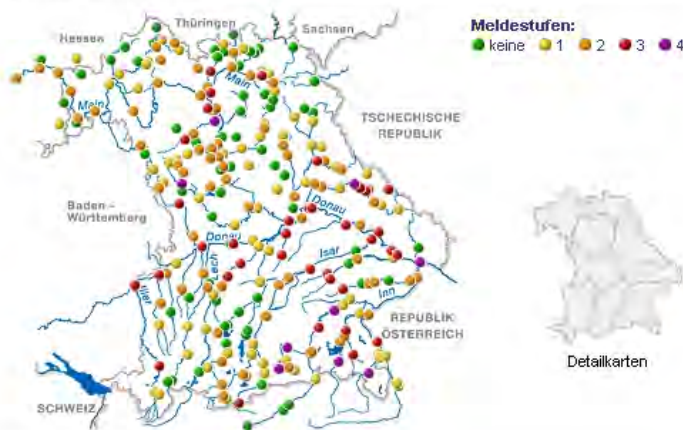 Thüringen
Hessen
Sachsen
Meldestufen:
keine 1 2 3 4
Main
Main
TSCHECHISCHE
REPUBLIK
Baden -
Württemberg
Donau
Donau
Isar
Lech
Inn
Iller
REPUBLIK
ÖSTERREICH
Detailkarten
SCHWEIZ